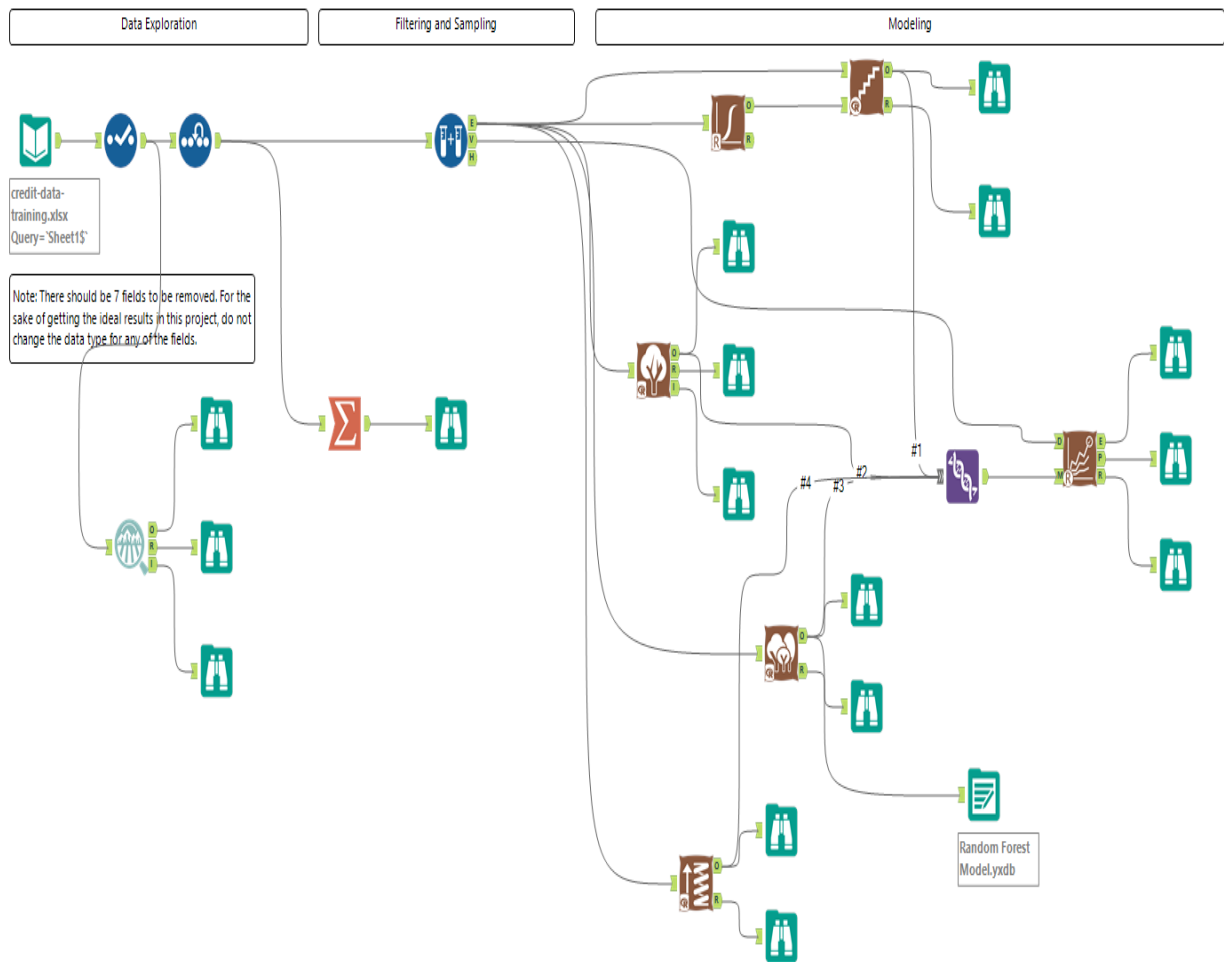 Data Exploration
Filtering and Sampling
Modeling
credit-data-
training.xlsx
Query=`Sheet1$`
Note: There should be 7 fields to be removed. For the
sake of getting the ideal results in this project, do not
change the data type for any of the fields.
E
V
H
O
R
O
R
R
R
O
R
I
#1
#2
#3
#4
D
M
E
P
R
R
O
R
I
O
R
R
Random Forest
Model.yxdb
O
R
R